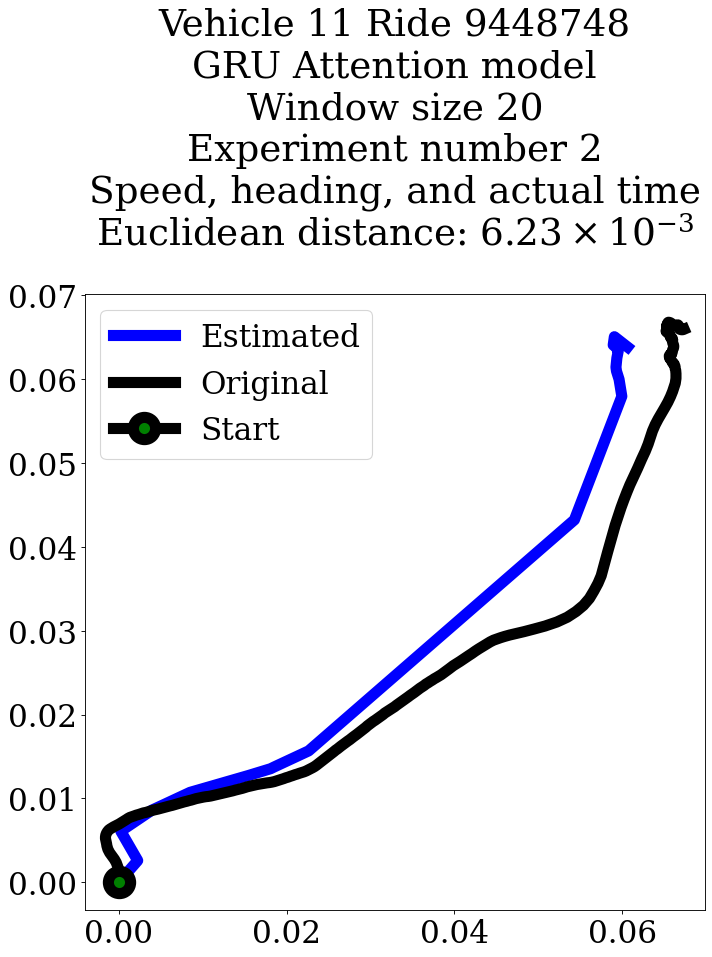 Vehicle 11 Ride 9448748
GRU Attention model
Window size 20
Experiment number 2
Speed, heading, and actual time
Euclidean distance: 6.23 × 10⁻³
0.07
0.06
0.05
0.04
0.03
0.02
0.01
0.00
Estimated
Original
Start
0.00 0.02 0.04 0.06